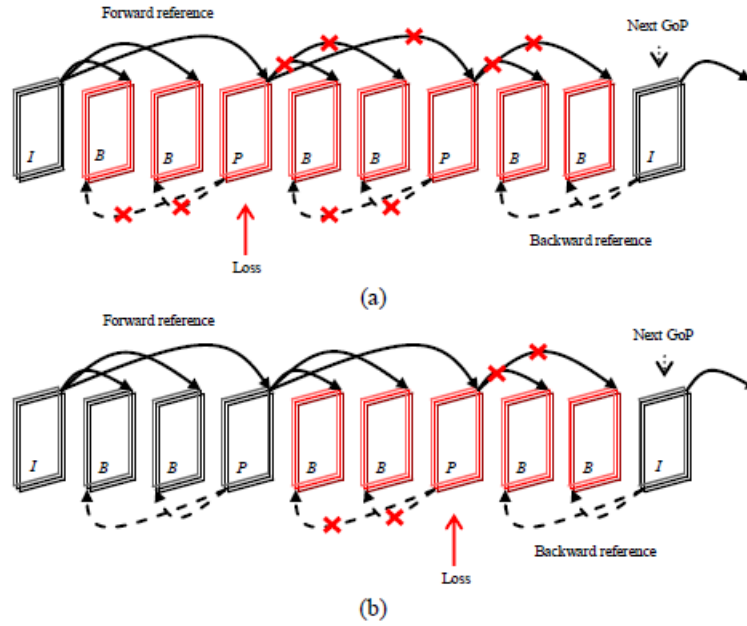 Forward reference
Next GoP
I B B P B B P B B I
Backward reference
Loss
(a)
Forward reference
Next GoP
I B B P B B P B B I
Backward reference
Loss
(b)